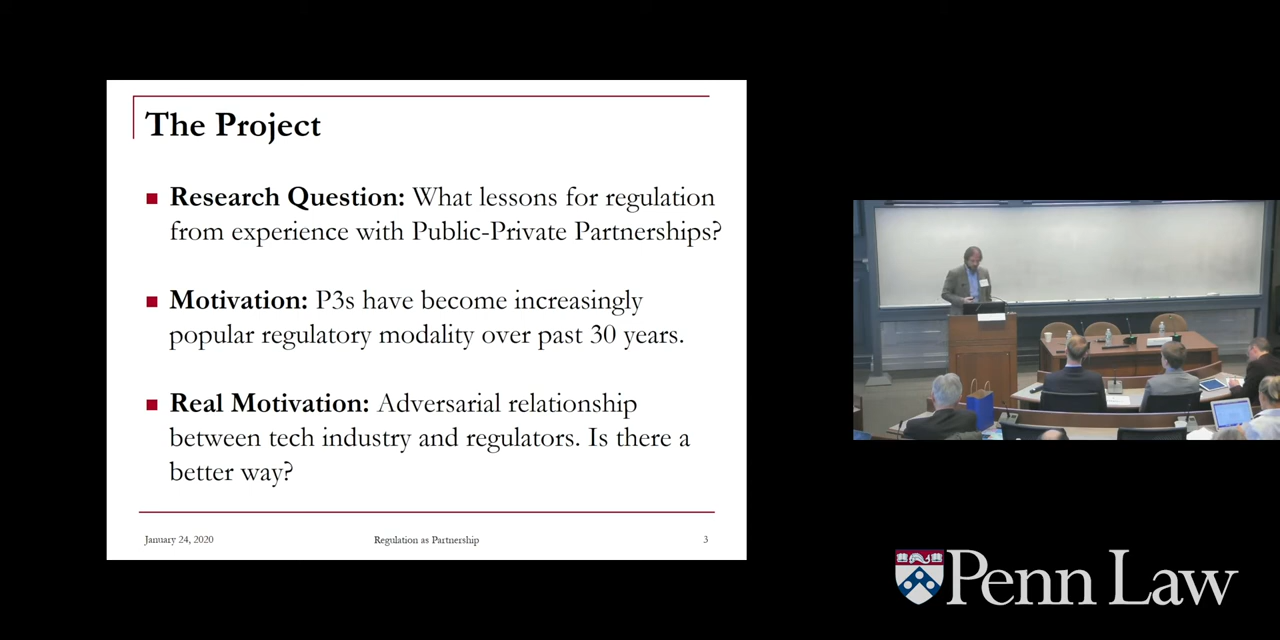 The Project
Research Question: What lessons for regulation
from experience with Public-Private Partnerships?
Motivation: P3s have become increasingly
popular regulatory modality over past 30 years.
Real Motivation: Adversarial relationship
between tech industry and regulators. Is there a
better way?
January 24, 2020 Regulation as Partnership 3
Penn Law